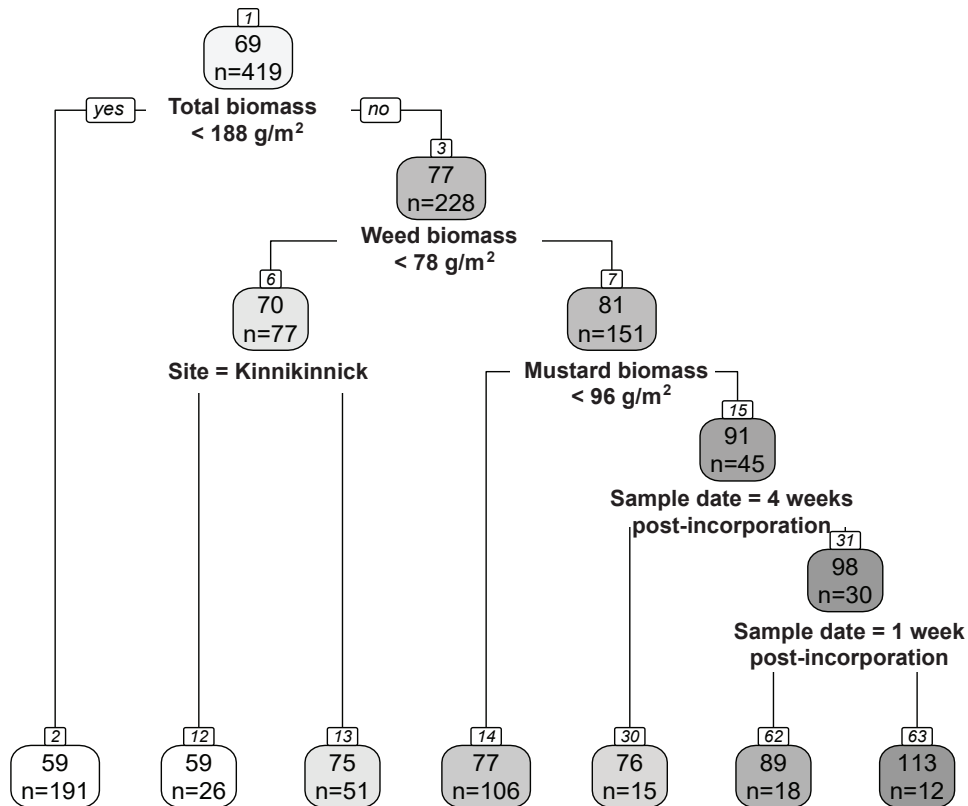 1
69
n=419
yes
Total biomass
< 188 g/m²
no
3
77
n=228
Weed biomass
< 78 g/m²
6
70
n=77
7
81
n=151
Site = Kinnikinnick
Mustard biomass
< 96 g/m²
15
91
n=45
Sample date = 4 weeks
post-incorporation
31
98
n=30
Sample date = 1 week
post-incorporation
2
59
n=191
12
59
n=26
13
75
n=51
14
77
n=106
30
76
n=15
62
89
n=18
63
113
n=12